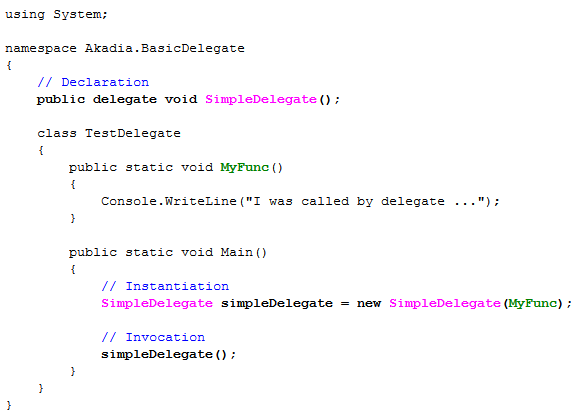 using System;

namespace Akadia.BasicDelegate
{
    // Declaration
    public delegate void SimpleDelegate();

    class TestDelegate
    {
        public static void MyFunc()
        {
            Console.WriteLine("I was called by delegate ...");
        }

        public static void Main()
        {
            // Instantiation
            SimpleDelegate simpleDelegate = new SimpleDelegate(MyFunc);

            // Invocation
            simpleDelegate();
        }
    }
}